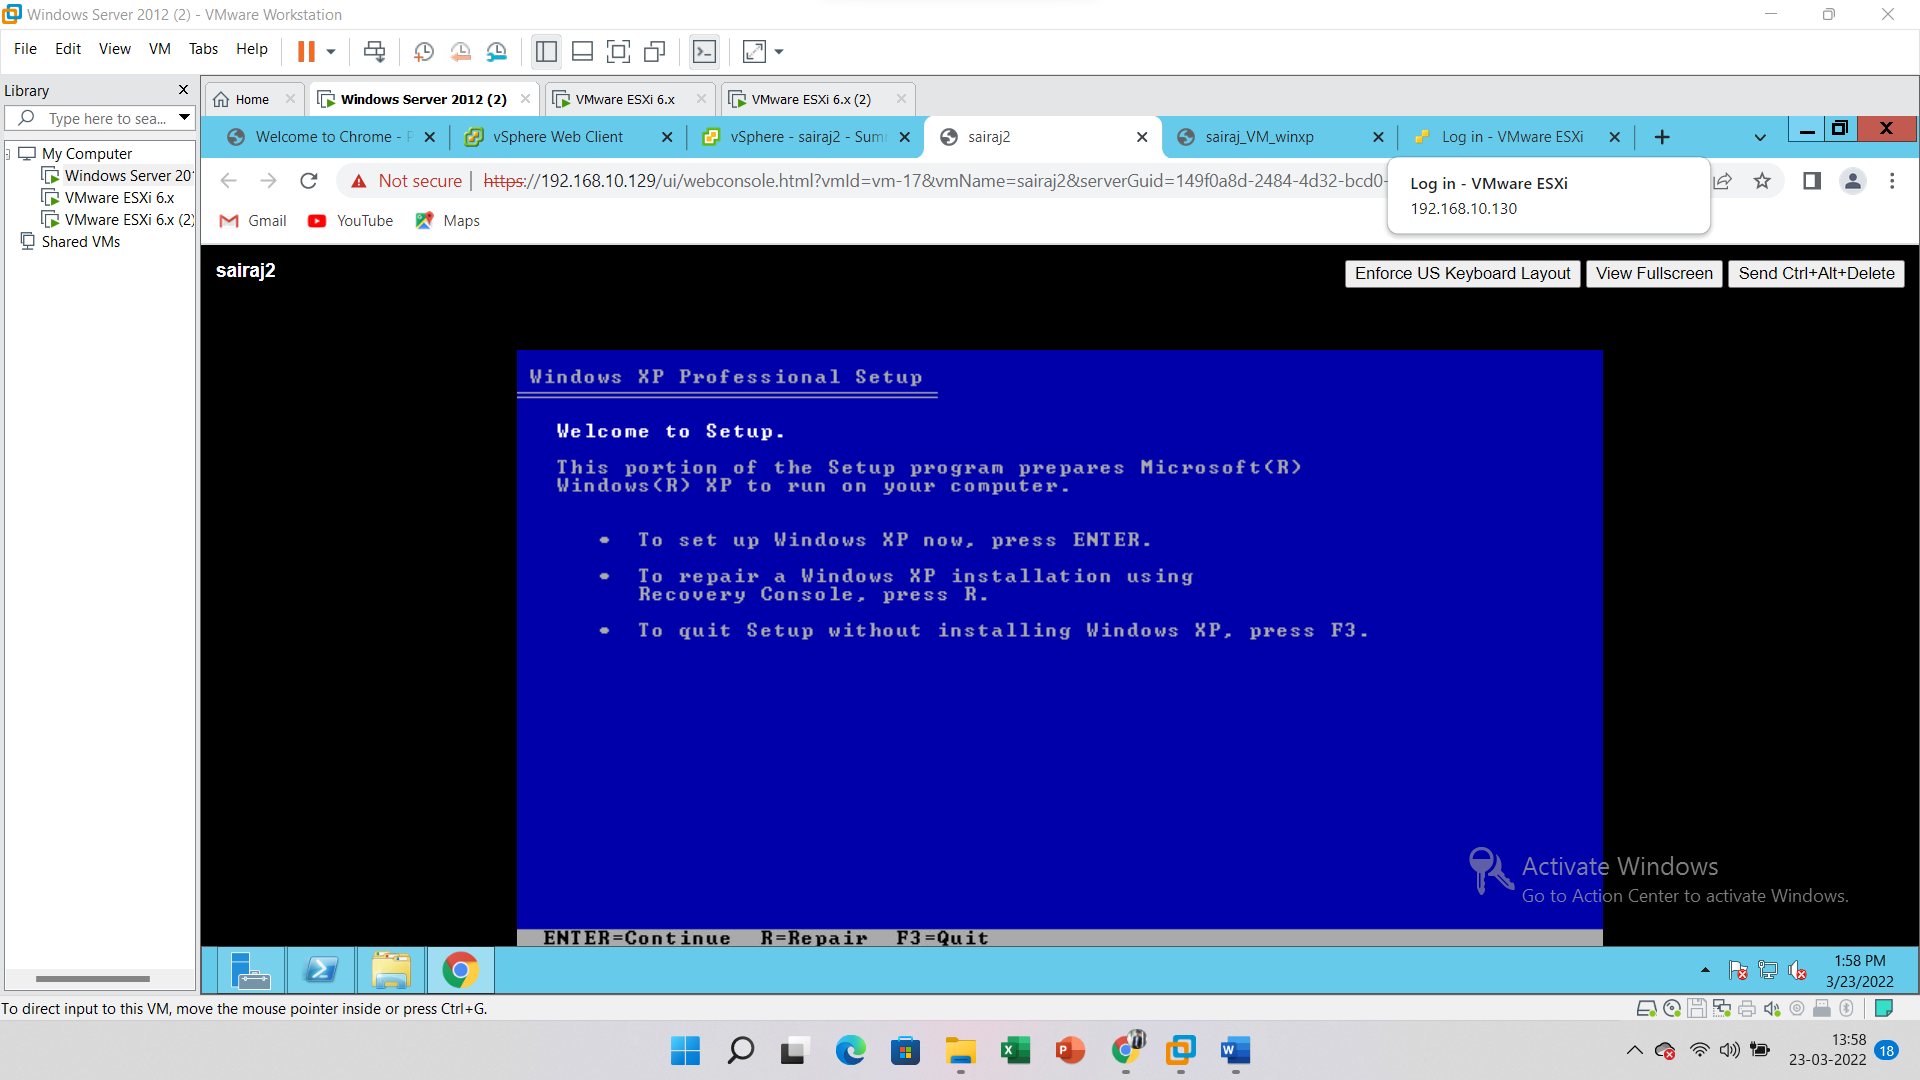 Windows Server 2012 (2) - VMware Workstation
File Edit View VM Tabs Help
Library
Type here to sea...
My Computer
Windows Server 20
VMware ESXi 6.x
VMware ESXi 6.x (2)
Shared VMs
Home
Windows Server 2012 (2)
VMware ESXi 6.x
VMware ESXi 6.x (2)
Welcome to Chrome -
vSphere Web Client
vSphere - sairaj2 - Sum
sairaj2
sairaj_VM_winxp
Log in - VMware ESXi
Not secure | https://192.168.10.129/ui/webconsole.html?vmId=vm-17&vmName=sairaj2&serverGuid=149f0a8d-2484-4d32-bcd0-
Log in - VMware ESXi
192.168.10.130
Gmail YouTube Maps
sairaj2
Enforce US Keyboard Layout View Fullscreen Send Ctrl+Alt+Delete
Windows XP Professional Setup
Welcome to Setup.
This portion of the Setup program prepares Microsoft(R)
Windows(R) XP to run on your computer.
• To set up Windows XP now, press ENTER.
• To repair a Windows XP installation using
Recovery Console, press R.
• To quit Setup without installing Windows XP, press F3.
Activate Windows
Go to Action Center to activate Windows.
ENTER=Continue R=Repair F3=Quit
1:58 PM
3/23/2022
To direct input to this VM, move the mouse pointer inside or press Ctrl+G.
13:58
23-03-2022
18